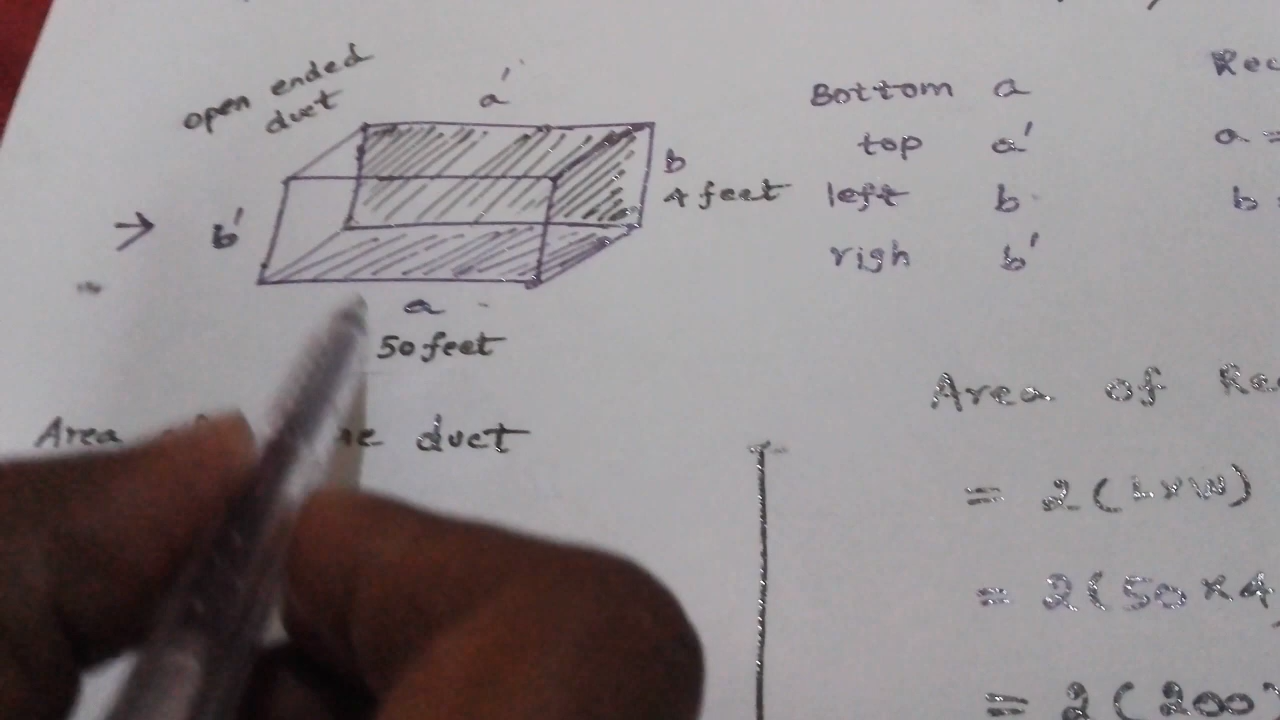 open ended
duct
a'
b
4 feet
b'
a
50 feet
Bottom a
top a'
left b
righ b'
a =
b
Area duct
Area of
= 2(L×W)
= 2(50×4
= 2(200